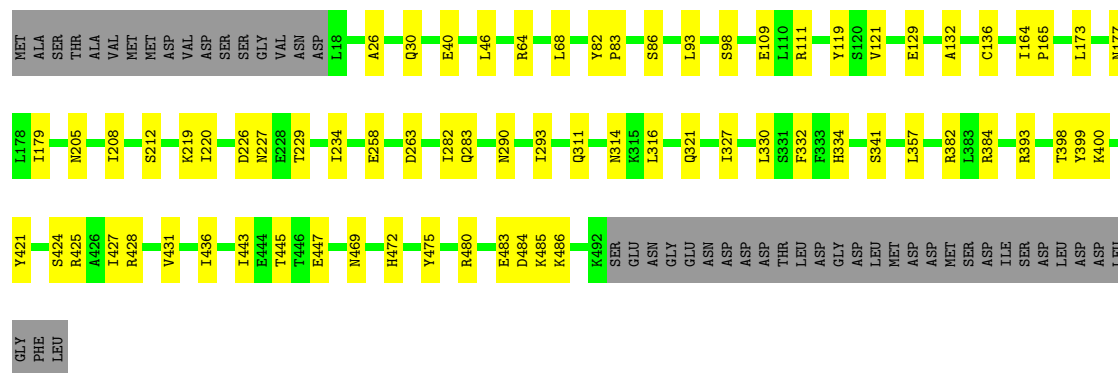 MET ALA SER THR ALA VAL MET MET ASP VAL ASP SER SER GLY VAL ASN ASP L18 A26 Q30 E40 L46 R64 L68 Y82 P83 S86 L93 S98 E109 L110 R111 Y119 S120 V121 E129 A132 C136 I164 P165 L173 N177
L178 I179 N205 I208 S212 K219 I220 D226 N227 E228 T229 I234 E258 D263 I282 Q283 N290 I293 Q311 N314 K315 L316 Q321 I327 L330 S331 F332 F333 H334 S341 L357 R382 L383 R384 R393 T398 Y399 K400
Y421 S424 R425 A426 I427 R428 V431 I436 I443 E444 T445 T446 E447 N469 H472 Y475 R480 E483 D484 K485 K486 K492 SER GLU ASN GLY GLU ASN ASP ASP ASP THR LEU ASP GLY ASP LEU MET ASP ASP MET SER ASP ILE SER ASP LEU ASP ASP LEU
GLY PHE LEU